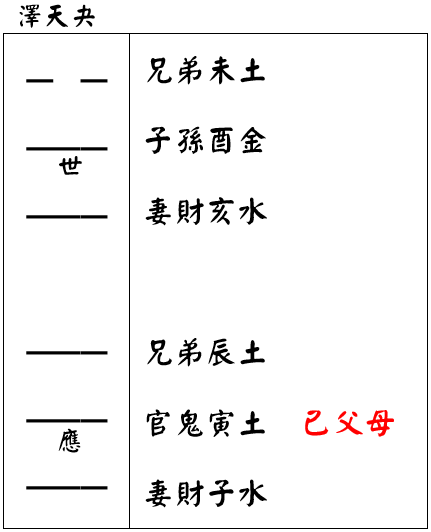 澤天夬
兄弟未土
子孫酉金
世
妻財亥水
兄弟辰土
官鬼寅土 巳父母
應
妻財子水